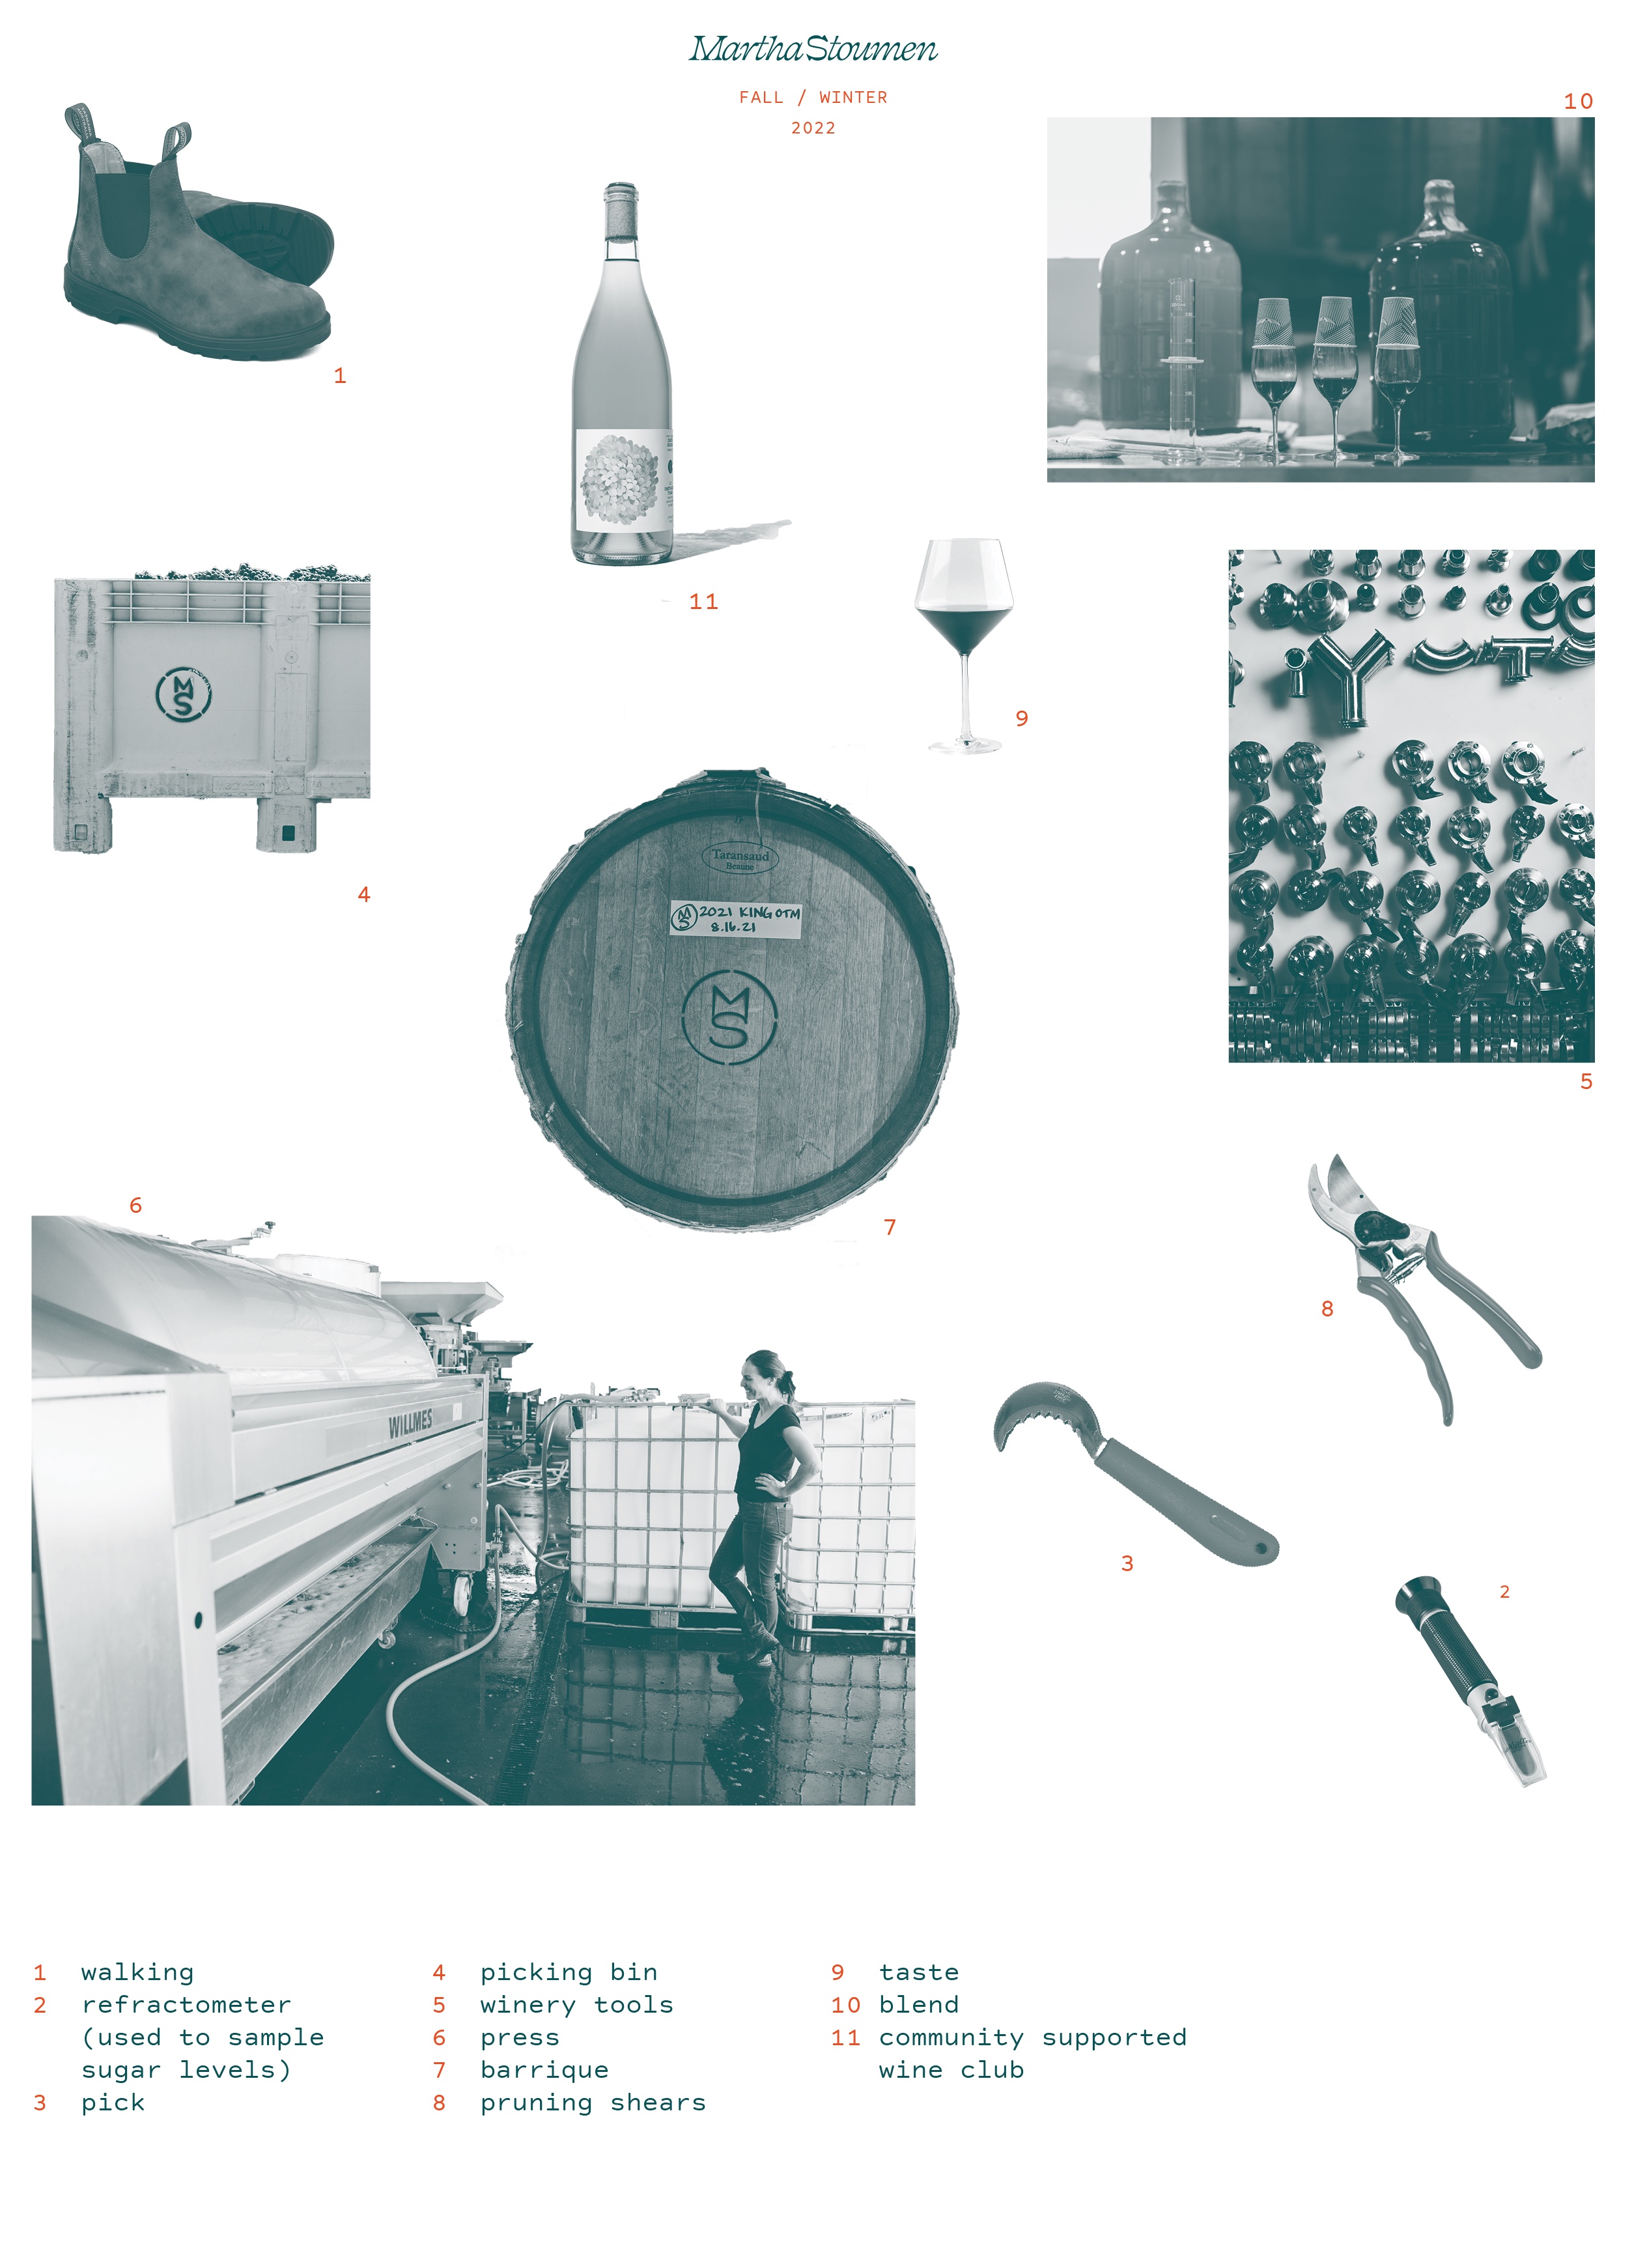 Martha Stoumen
FALL / WINTER
2022
10
1
11
9
MS
4
Taransaud
Beaune
MS 2021 KING OTM
8.16.21
MS
5
6
7
8
WILLMES
3
2
1 walking
2 refractometer
(used to sample
sugar levels)
3 pick
4 picking bin
5 winery tools
6 press
7 barrique
8 pruning shears
9 taste
10 blend
11 community supported
wine club